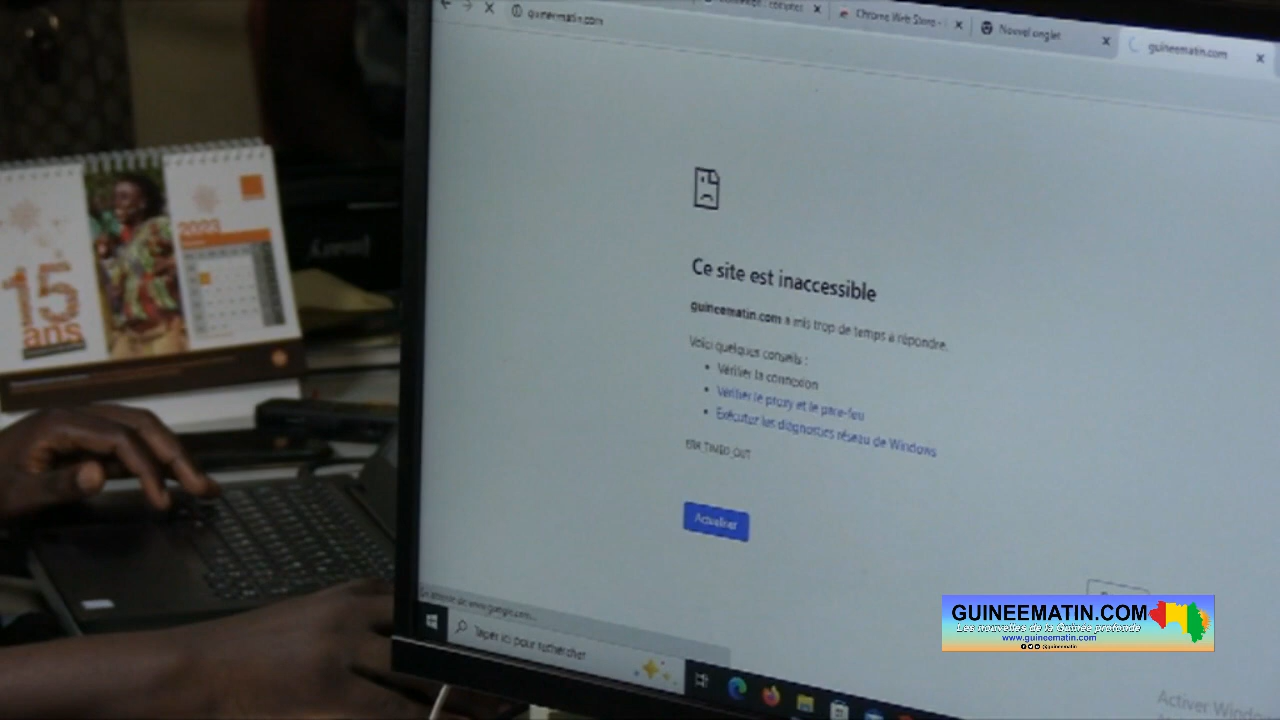 guineematin.com
Chrome Web Store -
Nouvel onglet
guineematin.com
Ce site est inaccessible
guineematin.com a mis trop de temps à répondre.
Voici quelques conseils :
• Vérifier la connexion
• Vérifier le proxy et le pare-feu
• Exécutez les diagnostics réseau de Windows
ERR_TIMED_OUT
Actualiser
Taper ici pour rechercher
Activer Windows
15
ans
2023
GUINEEMATIN.COM
Les nouvelles de la Guinée profonde
www.guineematin.com
@guineematin